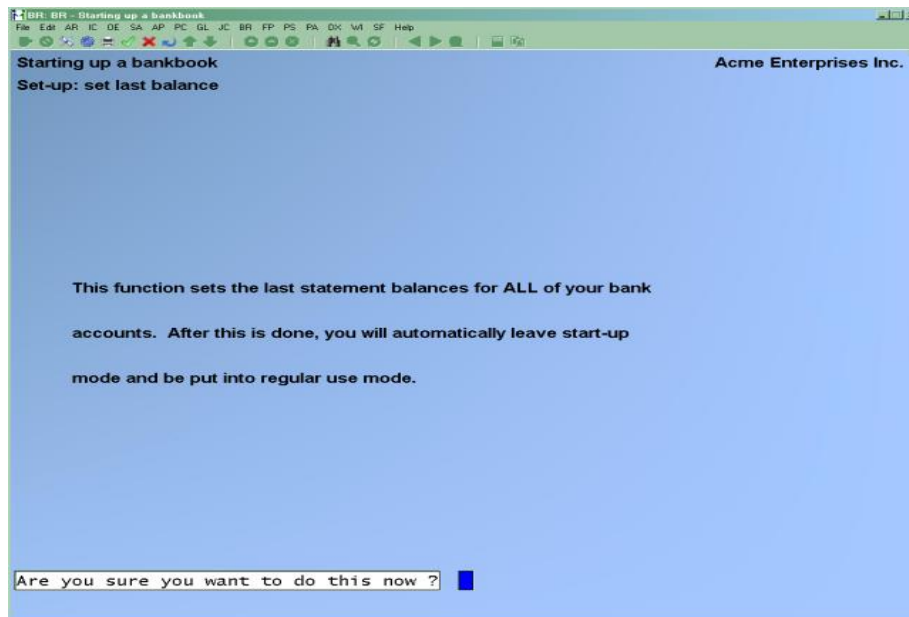 BR: BR - Starting up a bankbook
File Edit AR IC OE SA AP PC GL JC BR FP PS PA DX WI SF Help
Starting up a bankbook Acme Enterprises Inc.
Set-up: set last balance
This function sets the last statement balances for ALL of your bank
accounts. After this is done, you will automatically leave start-up
mode and be put into regular use mode.
Are you sure you want to do this now ?